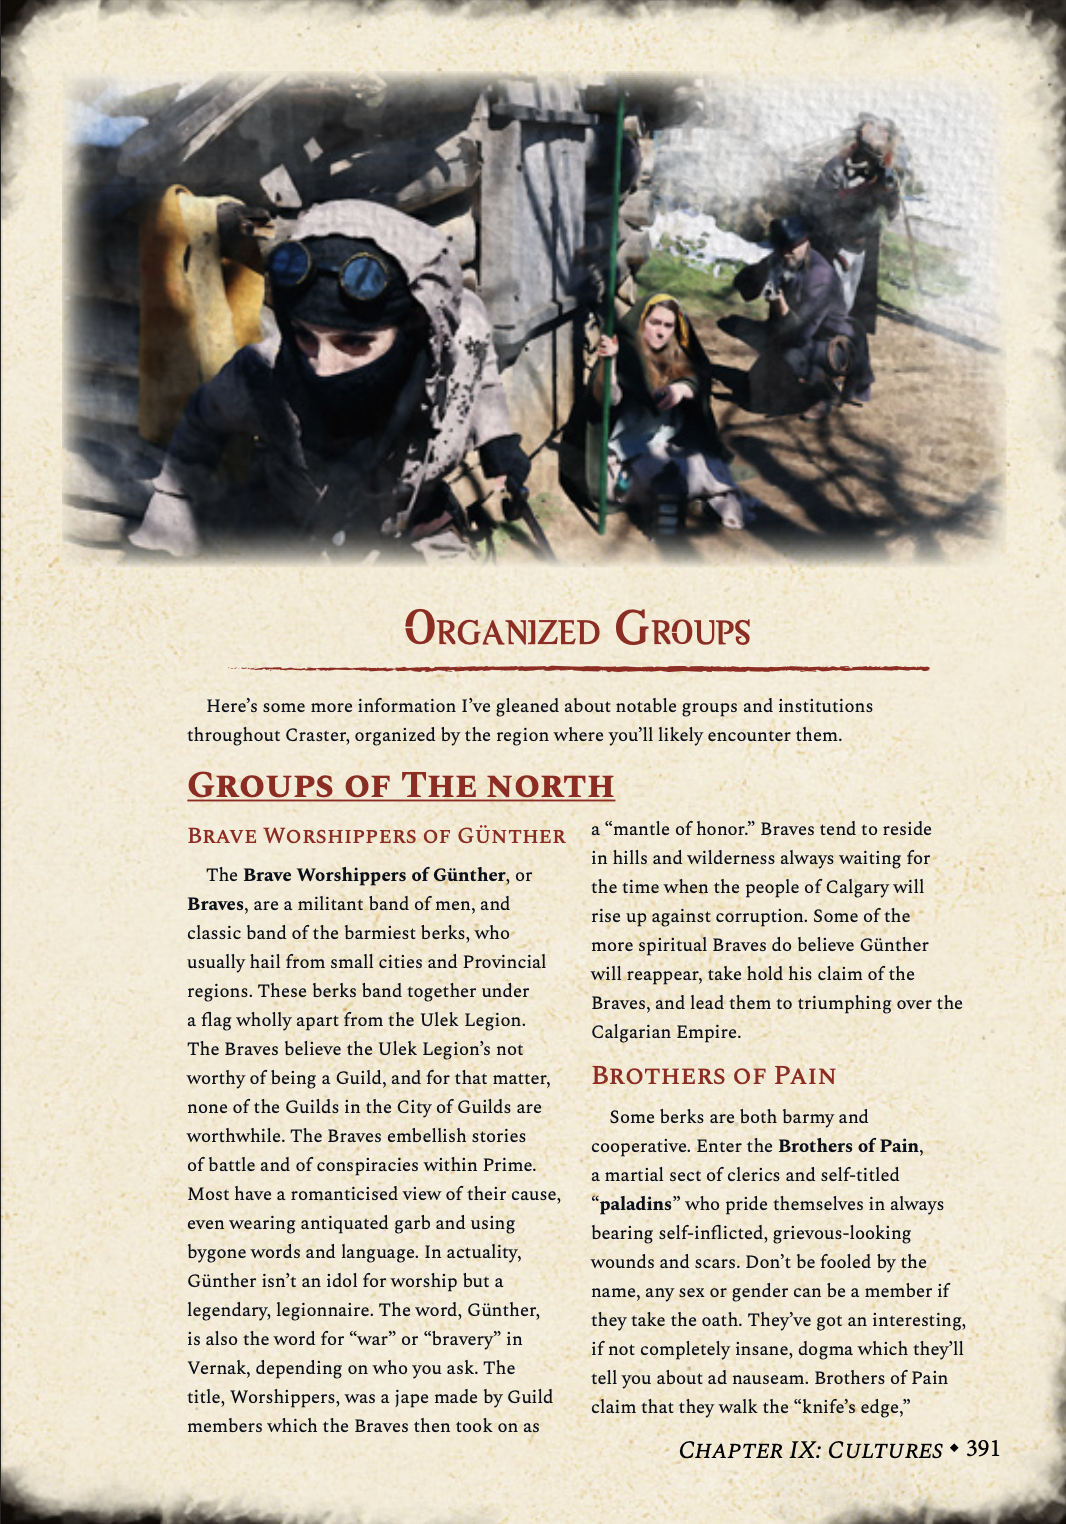 Organized Groups
Here's some more information I've gleaned about notable groups and institutions
throughout Craster, organized by the region where you'll likely encounter them.
Groups of The north
Brave Worshippers of Günther
The Brave Worshippers of Günther, or
Braves, are a militant band of men, and
classic band of the barmiest berks, who
usually hail from small cities and Provincial
regions. These berks band together under
a flag wholly apart from the Ulek Legion.
The Braves believe the Ulek Legion's not
worthy of being a Guild, and for that matter,
none of the Guilds in the City of Guilds are
worthwhile. The Braves embellish stories
of battle and of conspiracies within Prime.
Most have a romanticised view of their cause,
even wearing antiquated garb and using
bygone words and language. In actuality,
Günther isn't an idol for worship but a
legendary, legionnaire. The word, Günther,
is also the word for “war” or “bravery” in
Vernak, depending on who you ask. The
title, Worshippers, was a jape made by Guild
members which the Braves then took on as
a “mantle of honor.” Braves tend to reside
in hills and wilderness always waiting for
the time when the people of Calgary will
rise up against corruption. Some of the
more spiritual Braves do believe Günther
will reappear, take hold his claim of the
Braves, and lead them to triumphing over the
Calgarian Empire.
Brothers of Pain
Some berks are both barmy and
cooperative. Enter the Brothers of Pain,
a martial sect of clerics and self-titled
“paladins” who pride themselves in always
bearing self-inflicted, grievous-looking
wounds and scars. Don't be fooled by the
name, any sex or gender can be a member if
they take the oath. They've got an interesting,
if not completely insane, dogma which they'll
tell you about ad nauseam. Brothers of Pain
claim that they walk the “knife's edge,”
Chapter IX: Cultures ◆ 391